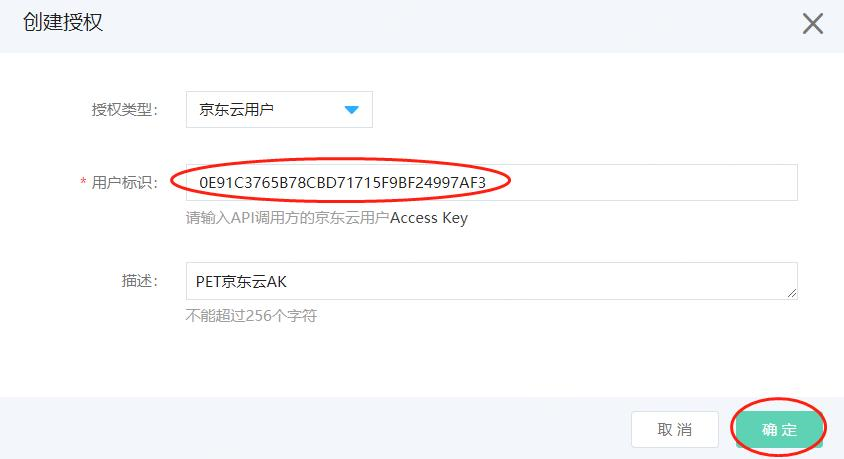 创建授权
授权类型： 京东云用户
* 用户标识： 0E91C3765B78CBD71715F9BF24997AF3
请输入API调用方的京东云用户Access Key
描述： PET京东云AK
不能超过256个字符
取消 确定